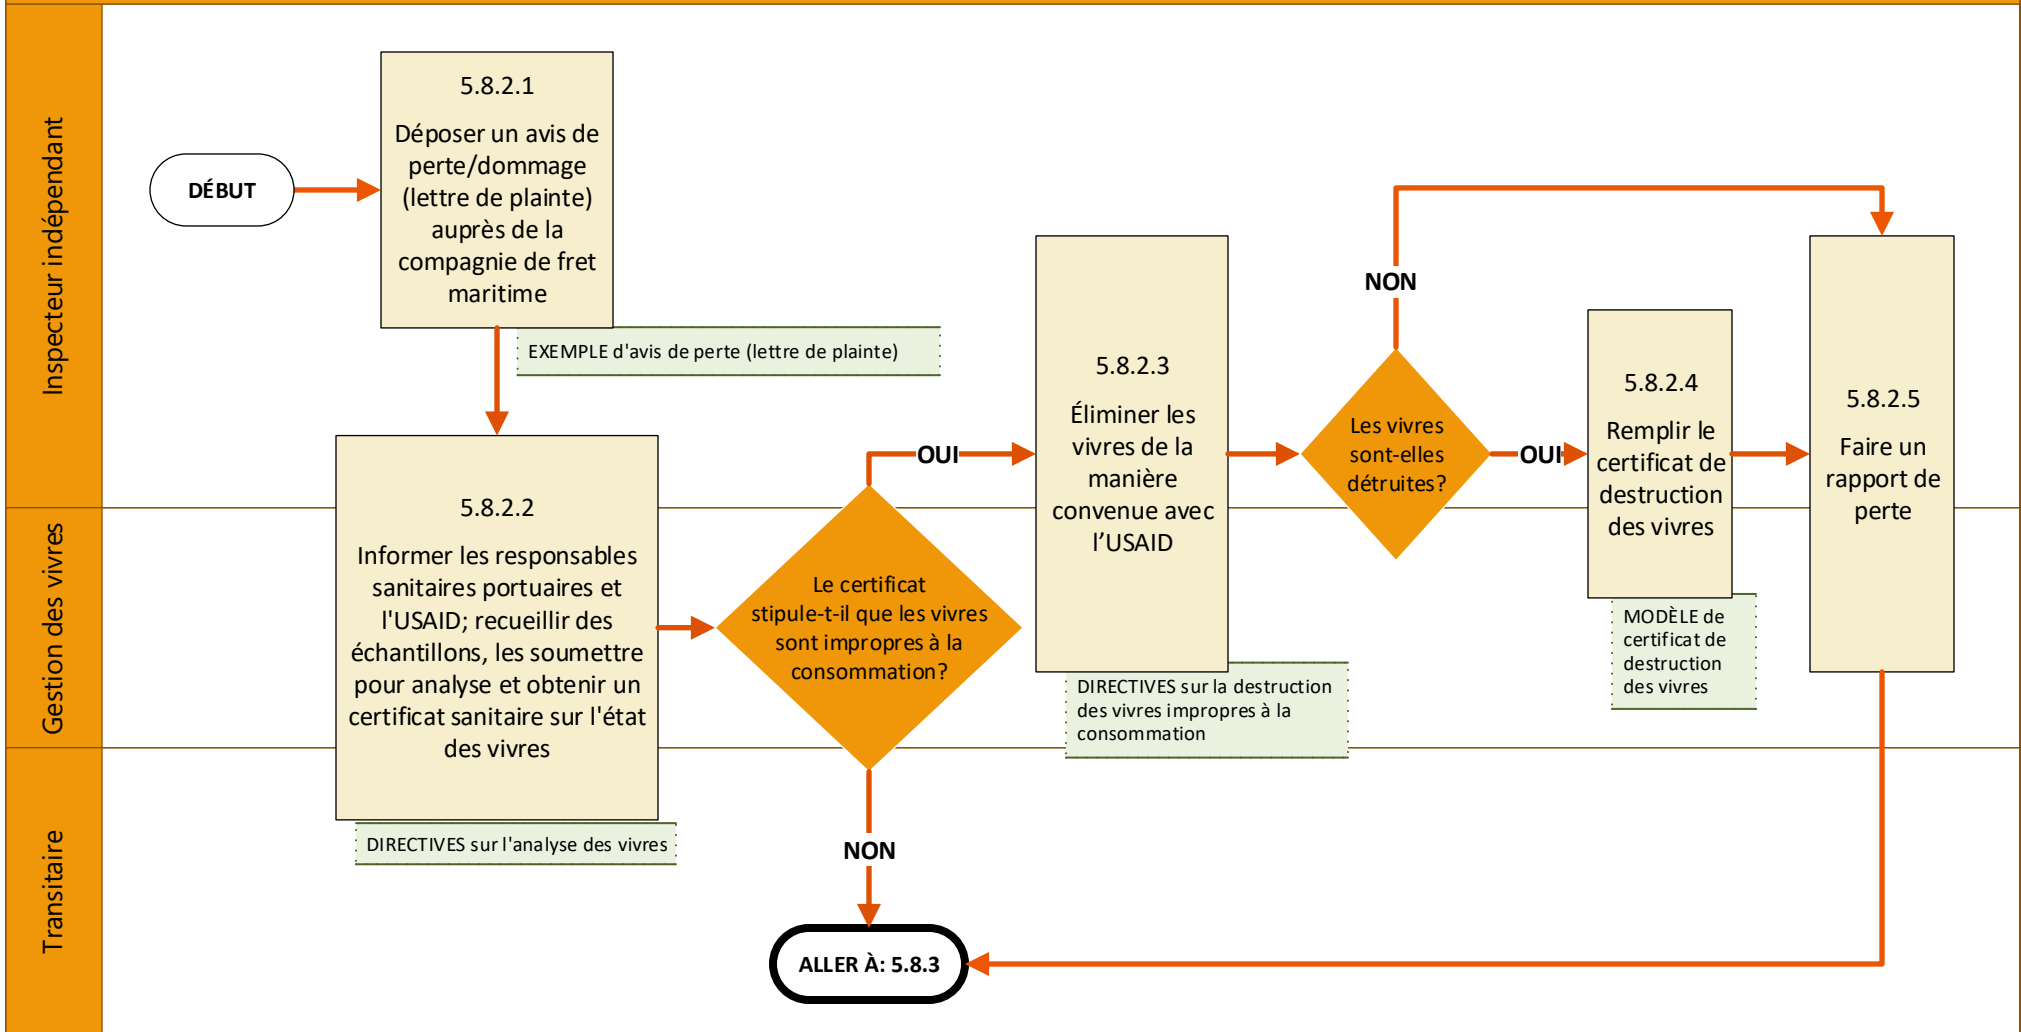 Inspecteur indépendant
Gestion des vivres
Transitaire
DÉBUT
5.8.2.1
Déposer un avis de
perte/dommage
(lettre de plainte)
auprès de la
compagnie de fret
maritime
EXEMPLE d'avis de perte (lettre de plainte)
5.8.2.2
Informer les responsables
sanitaires portuaires et
l'USAID; recueillir des
échantillons, les soumettre
pour analyse et obtenir un
certificat sanitaire sur l'état
des vivres
DIRECTIVES sur l'analyse des vivres
Le certificat
stipule-t-il que les vivres
sont impropres à la
consommation?
OUI
NON
5.8.2.3
Éliminer les
vivres de la
manière
convenue avec
l’USAID
DIRECTIVES sur la destruction
des vivres impropres à la
consommation
Les vivres
sont-elles
détruites?
NON
OUI
5.8.2.4
Remplir le
certificat de
destruction
des vivres
MODÈLE de
certificat de
destruction
des vivres
5.8.2.5
Faire un
rapport de
perte
ALLER À: 5.8.3